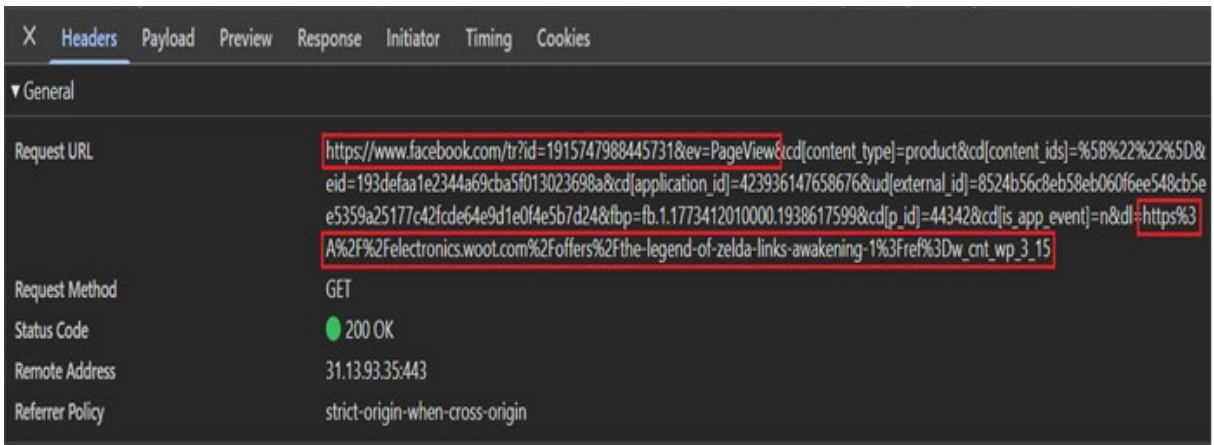 X Headers Payload Preview Response Initiator Timing Cookies
▼ General
Request URL https://www.facebook.com/tr?id=1915747988445731&ev=PageView&cd[content_type]=product&cd[content_ids]=%5B%22%22%5D&
eid=193defaa1e2344a69cba5f013023698a&cd[application_id]=423936147658676&ud[external_id]=8524b56c8eb58eb060f6ee548cb5e
e5359a25177c42fcde64e9d1e0f4e5b7d24&fbp=fb.1.1773412010000.1938617599&cd[p_id]=44342&cd[is_app_event]=n&dl=https%3
A%2F%2Felectronics.woot.com%2Foffers%2Fthe-legend-of-zelda-links-awakening-1%3Fref%3Dw_cnt_wp_3_15
Request Method GET
Status Code 200 OK
Remote Address 31.13.93.35:443
Referrer Policy strict-origin-when-cross-origin